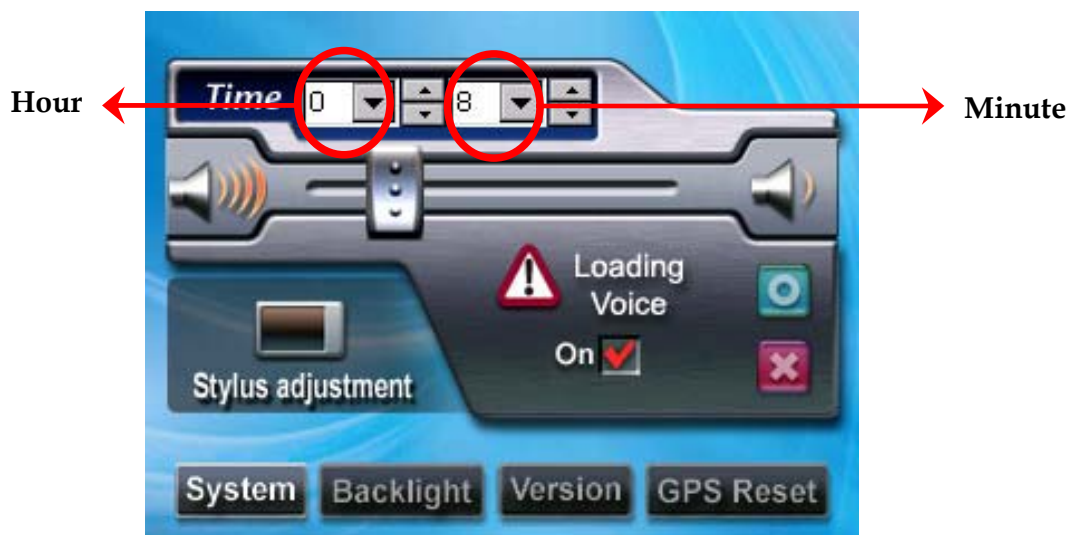 Time 0 8
Hour
Minute
Loading
Voice
On
Stylus adjustment
System Backlight Version GPS Reset